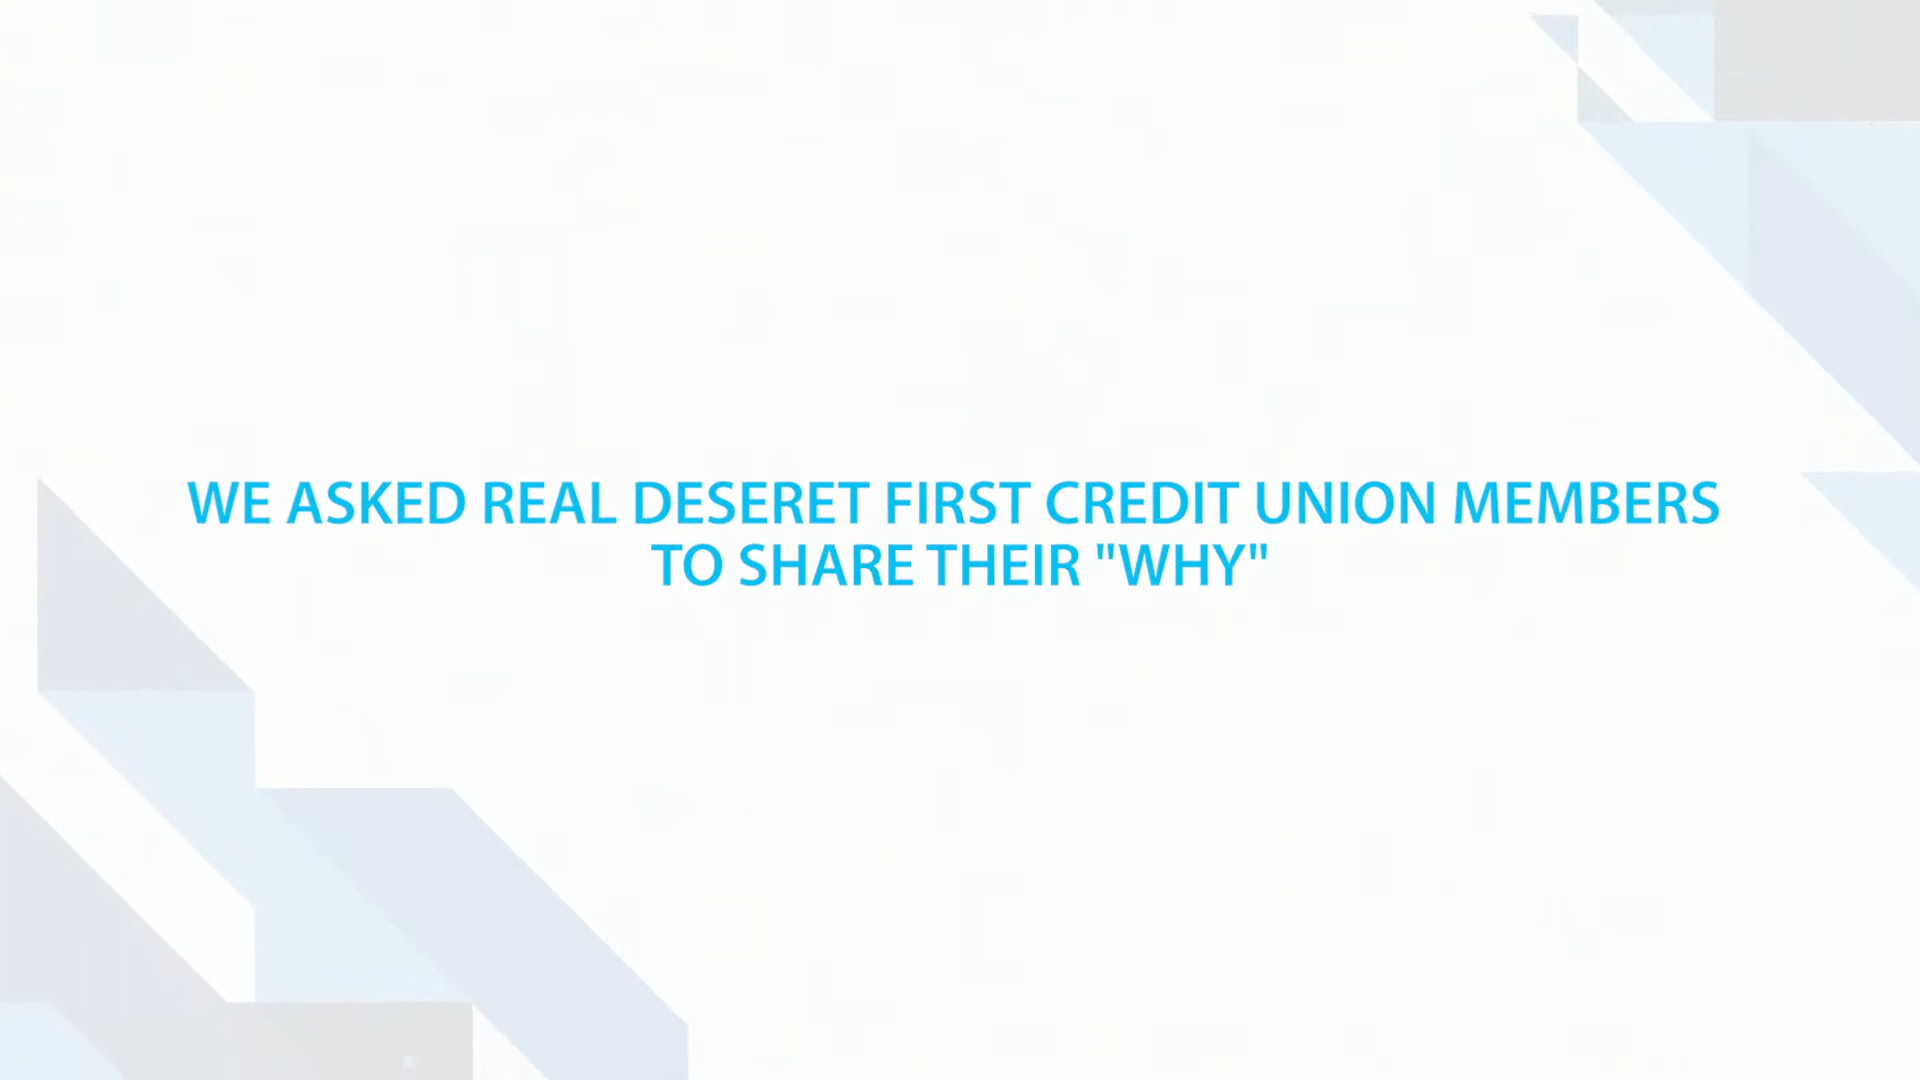 WE ASKED REAL DESERET FIRST CREDIT UNION MEMBERS
TO SHARE THEIR "WHY"